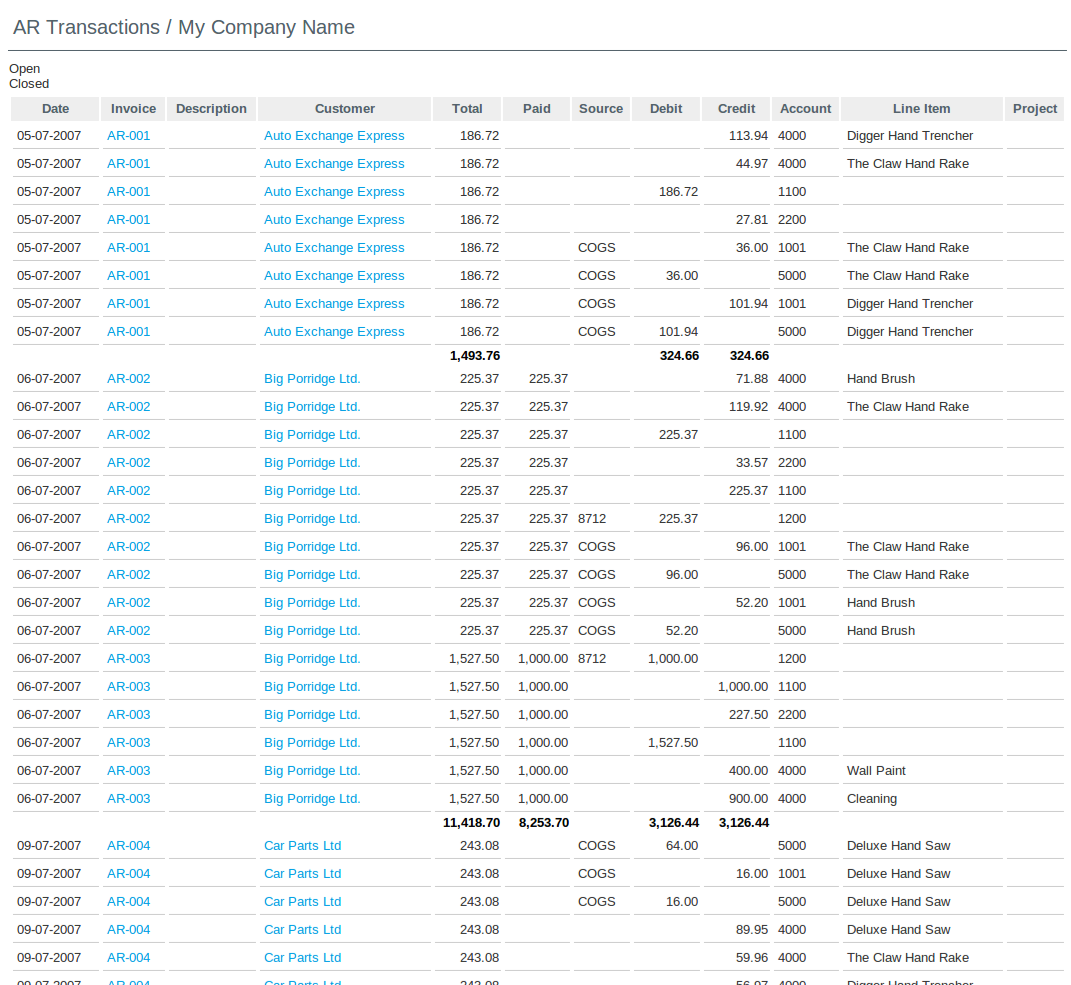 AR Transactions / My Company Name
Open
Closed
Date Invoice Description Customer Total Paid Source Debit Credit Account Line Item Project
05-07-2007 AR-001 Auto Exchange Express 186.72 113.94 4000 Digger Hand Trencher
05-07-2007 AR-001 Auto Exchange Express 186.72 44.97 4000 The Claw Hand Rake
05-07-2007 AR-001 Auto Exchange Express 186.72 186.72 1100
05-07-2007 AR-001 Auto Exchange Express 186.72 27.81 2200
05-07-2007 AR-001 Auto Exchange Express 186.72 COGS 36.00 1001 The Claw Hand Rake
05-07-2007 AR-001 Auto Exchange Express 186.72 COGS 36.00 5000 The Claw Hand Rake
05-07-2007 AR-001 Auto Exchange Express 186.72 COGS 101.94 1001 Digger Hand Trencher
05-07-2007 AR-001 Auto Exchange Express 186.72 COGS 101.94 5000 Digger Hand Trencher
1,493.76 324.66 324.66
06-07-2007 AR-002 Big Porridge Ltd. 225.37 225.37 71.88 4000 Hand Brush
06-07-2007 AR-002 Big Porridge Ltd. 225.37 225.37 119.92 4000 The Claw Hand Rake
06-07-2007 AR-002 Big Porridge Ltd. 225.37 225.37 225.37 1100
06-07-2007 AR-002 Big Porridge Ltd. 225.37 225.37 33.57 2200
06-07-2007 AR-002 Big Porridge Ltd. 225.37 225.37 225.37 1100
06-07-2007 AR-002 Big Porridge Ltd. 225.37 225.37 8712 225.37 1200
06-07-2007 AR-002 Big Porridge Ltd. 225.37 225.37 COGS 96.00 1001 The Claw Hand Rake
06-07-2007 AR-002 Big Porridge Ltd. 225.37 225.37 COGS 96.00 5000 The Claw Hand Rake
06-07-2007 AR-002 Big Porridge Ltd. 225.37 225.37 COGS 52.20 1001 Hand Brush
06-07-2007 AR-002 Big Porridge Ltd. 225.37 225.37 COGS 52.20 5000 Hand Brush
06-07-2007 AR-003 Big Porridge Ltd. 1,527.50 1,000.00 8712 1,000.00 1200
06-07-2007 AR-003 Big Porridge Ltd. 1,527.50 1,000.00 1,000.00 1100
06-07-2007 AR-003 Big Porridge Ltd. 1,527.50 1,000.00 227.50 2200
06-07-2007 AR-003 Big Porridge Ltd. 1,527.50 1,000.00 1,527.50 1100
06-07-2007 AR-003 Big Porridge Ltd. 1,527.50 1,000.00 400.00 4000 Wall Paint
06-07-2007 AR-003 Big Porridge Ltd. 1,527.50 1,000.00 900.00 4000 Cleaning
11,418.70 8,253.70 3,126.44 3,126.44
09-07-2007 AR-004 Car Parts Ltd 243.08 COGS 64.00 5000 Deluxe Hand Saw
09-07-2007 AR-004 Car Parts Ltd 243.08 COGS 16.00 1001 Deluxe Hand Saw
09-07-2007 AR-004 Car Parts Ltd 243.08 COGS 16.00 5000 Deluxe Hand Saw
09-07-2007 AR-004 Car Parts Ltd 243.08 89.95 4000 Deluxe Hand Saw
09-07-2007 AR-004 Car Parts Ltd 243.08 59.96 4000 The Claw Hand Rake
09-07-2007 AR-004 Car Parts Ltd 243.08 56.97 4000 Digger Hand Trencher